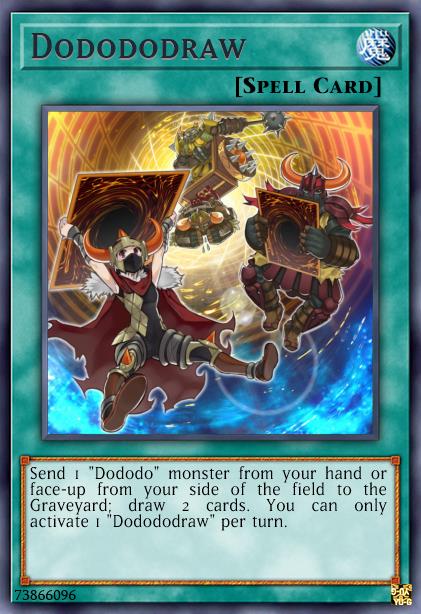 Dodododraw
魔
[Spell Card]
Send 1 "Dododo" monster from your hand or
face-up from your side of the field to the
Graveyard; draw 2 cards. You can only
activate 1 "Dodododraw" per turn.
73866096